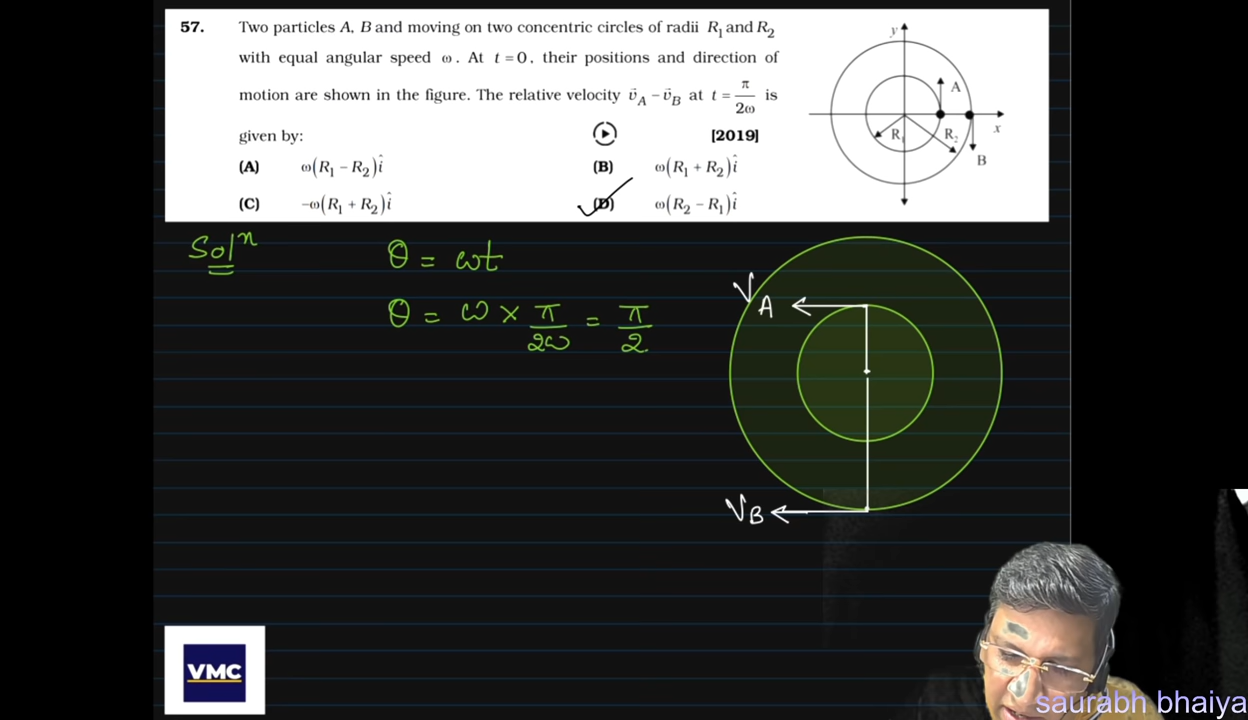 57. Two particles A, B and moving on two concentric circles of radii R₁ and R₂
with equal angular speed ω. At t = 0, their positions and direction of
motion are shown in the figure. The relative velocity v⃗_A − v⃗_B at t = π/2ω is
given by: [2019]
(A) ω(R₁ − R₂)î (B) ω(R₁ + R₂)î
(C) −ω(R₁ + R₂)î (D) ω(R₂ − R₁)î
y
A
x
R₁ R₂
B
Solⁿ
θ = ωt
θ = ω × π/2ω = π/2
V_A
V_B
VMC
saurabh bhaiya